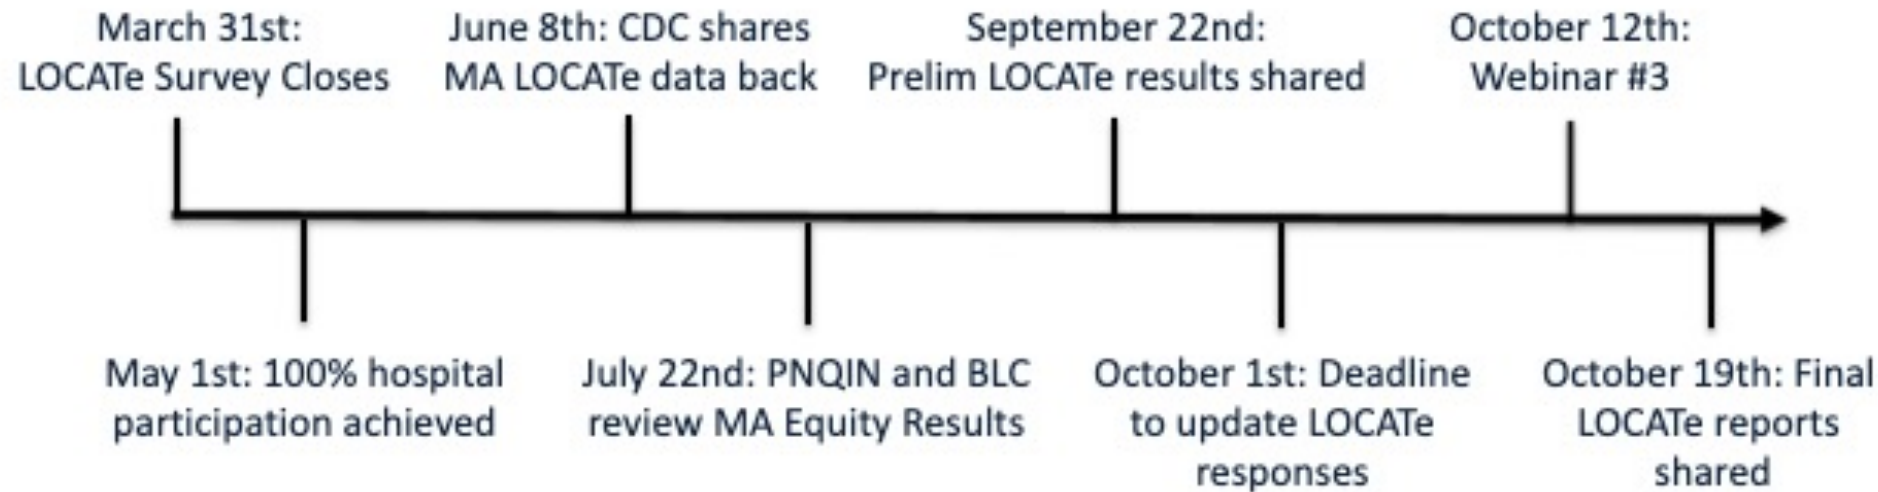 March 31st:
LOCATe Survey Closes
June 8th: CDC shares
MA LOCATe data back
September 22nd:
Prelim LOCATe results shared
October 12th:
Webinar #3
May 1st: 100% hospital
participation achieved
July 22nd: PNQIN and BLC
review MA Equity Results
October 1st: Deadline
to update LOCATe
responses
October 19th: Final
LOCATe reports
shared